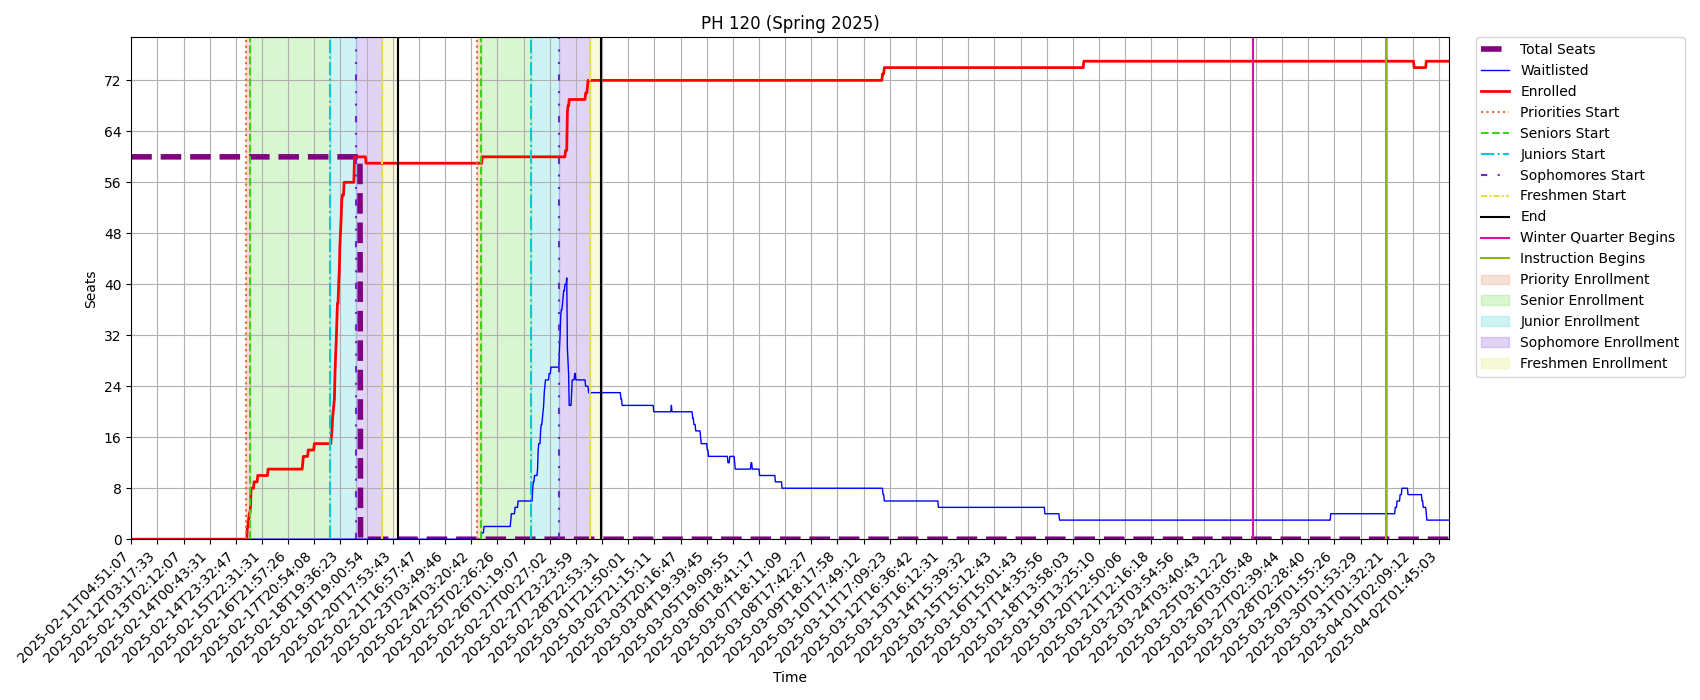 PH 120 (Spring 2025)
Seats
72
64
56
48
40
32
24
16
8
0
2025-02-11T04:51:07
2025-02-12T03:17:33
2025-02-13T02:12:07
2025-02-14T00:43:31
2025-02-14T23:32:47
2025-02-15T22:31:31
2025-02-16T21:57:26
2025-02-17T20:54:08
2025-02-18T19:36:23
2025-02-19T19:00:54
2025-02-20T17:53:43
2025-02-21T16:57:47
2025-02-24T03:49:46
2025-02-24T03:20:42
2025-02-25T02:26:26
2025-02-26T01:19:07
2025-02-27T00:27:02
2025-02-27T23:23:59
2025-02-28T22:53:31
2025-03-01T21:50:01
2025-03-02T21:15:11
2025-03-03T20:16:47
2025-03-04T19:39:45
2025-03-05T19:09:55
2025-03-06T18:41:17
2025-03-07T18:11:09
2025-03-08T17:42:27
2025-03-09T18:17:58
2025-03-10T17:49:12
2025-03-11T17:09:23
2025-03-12T16:36:42
2025-03-13T16:12:31
2025-03-14T15:39:32
2025-03-15T15:12:43
2025-03-16T15:01:43
2025-03-17T14:35:56
2025-03-18T13:58:03
2025-03-19T13:25:10
2025-03-20T12:50:06
2025-03-21T12:16:18
2025-03-23T03:54:56
2025-03-24T03:40:43
2025-03-25T03:12:22
2025-03-26T03:05:48
2025-03-27T02:39:44
2025-03-28T02:28:40
2025-03-29T01:55:26
2025-03-30T01:53:29
2025-03-31T01:32:21
2025-04-01T02:09:12
2025-04-02T01:45:03
Time
Total Seats
Waitlisted
Enrolled
Priorities Start
Seniors Start
Juniors Start
Sophomores Start
Freshmen Start
End
Winter Quarter Begins
Instruction Begins
Priority Enrollment
Senior Enrollment
Junior Enrollment
Sophomore Enrollment
Freshmen Enrollment